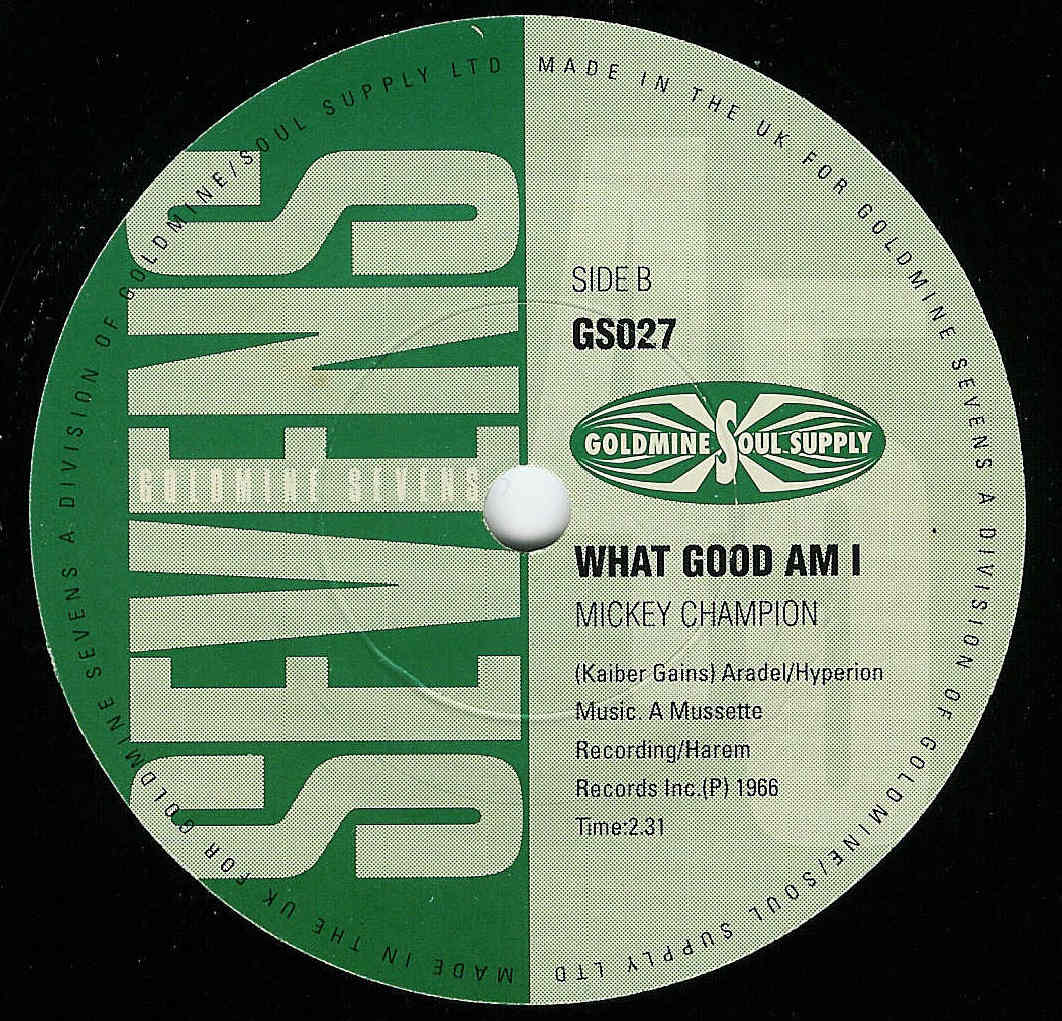 MADE IN THE UK FOR GOLDMINE SEVENS A DIVISION OF GOLDMINE/SOUL SUPPLY LTD
MADE IN THE UK FOR GOLDMINE SEVENS A DIVISION OF GOLDMINE/SOUL SUPPLY LTD
SEVENS
GOLDMINE SEVENS
SIDE B
GS027
GOLDMINE SOUL SUPPLY
WHAT GOOD AM I
MICKEY CHAMPION
(Kaiber Gains) Aradel/Hyperion
Music. A Mussette
Recording/Harem
Records Inc.(P) 1966
Time:2.31